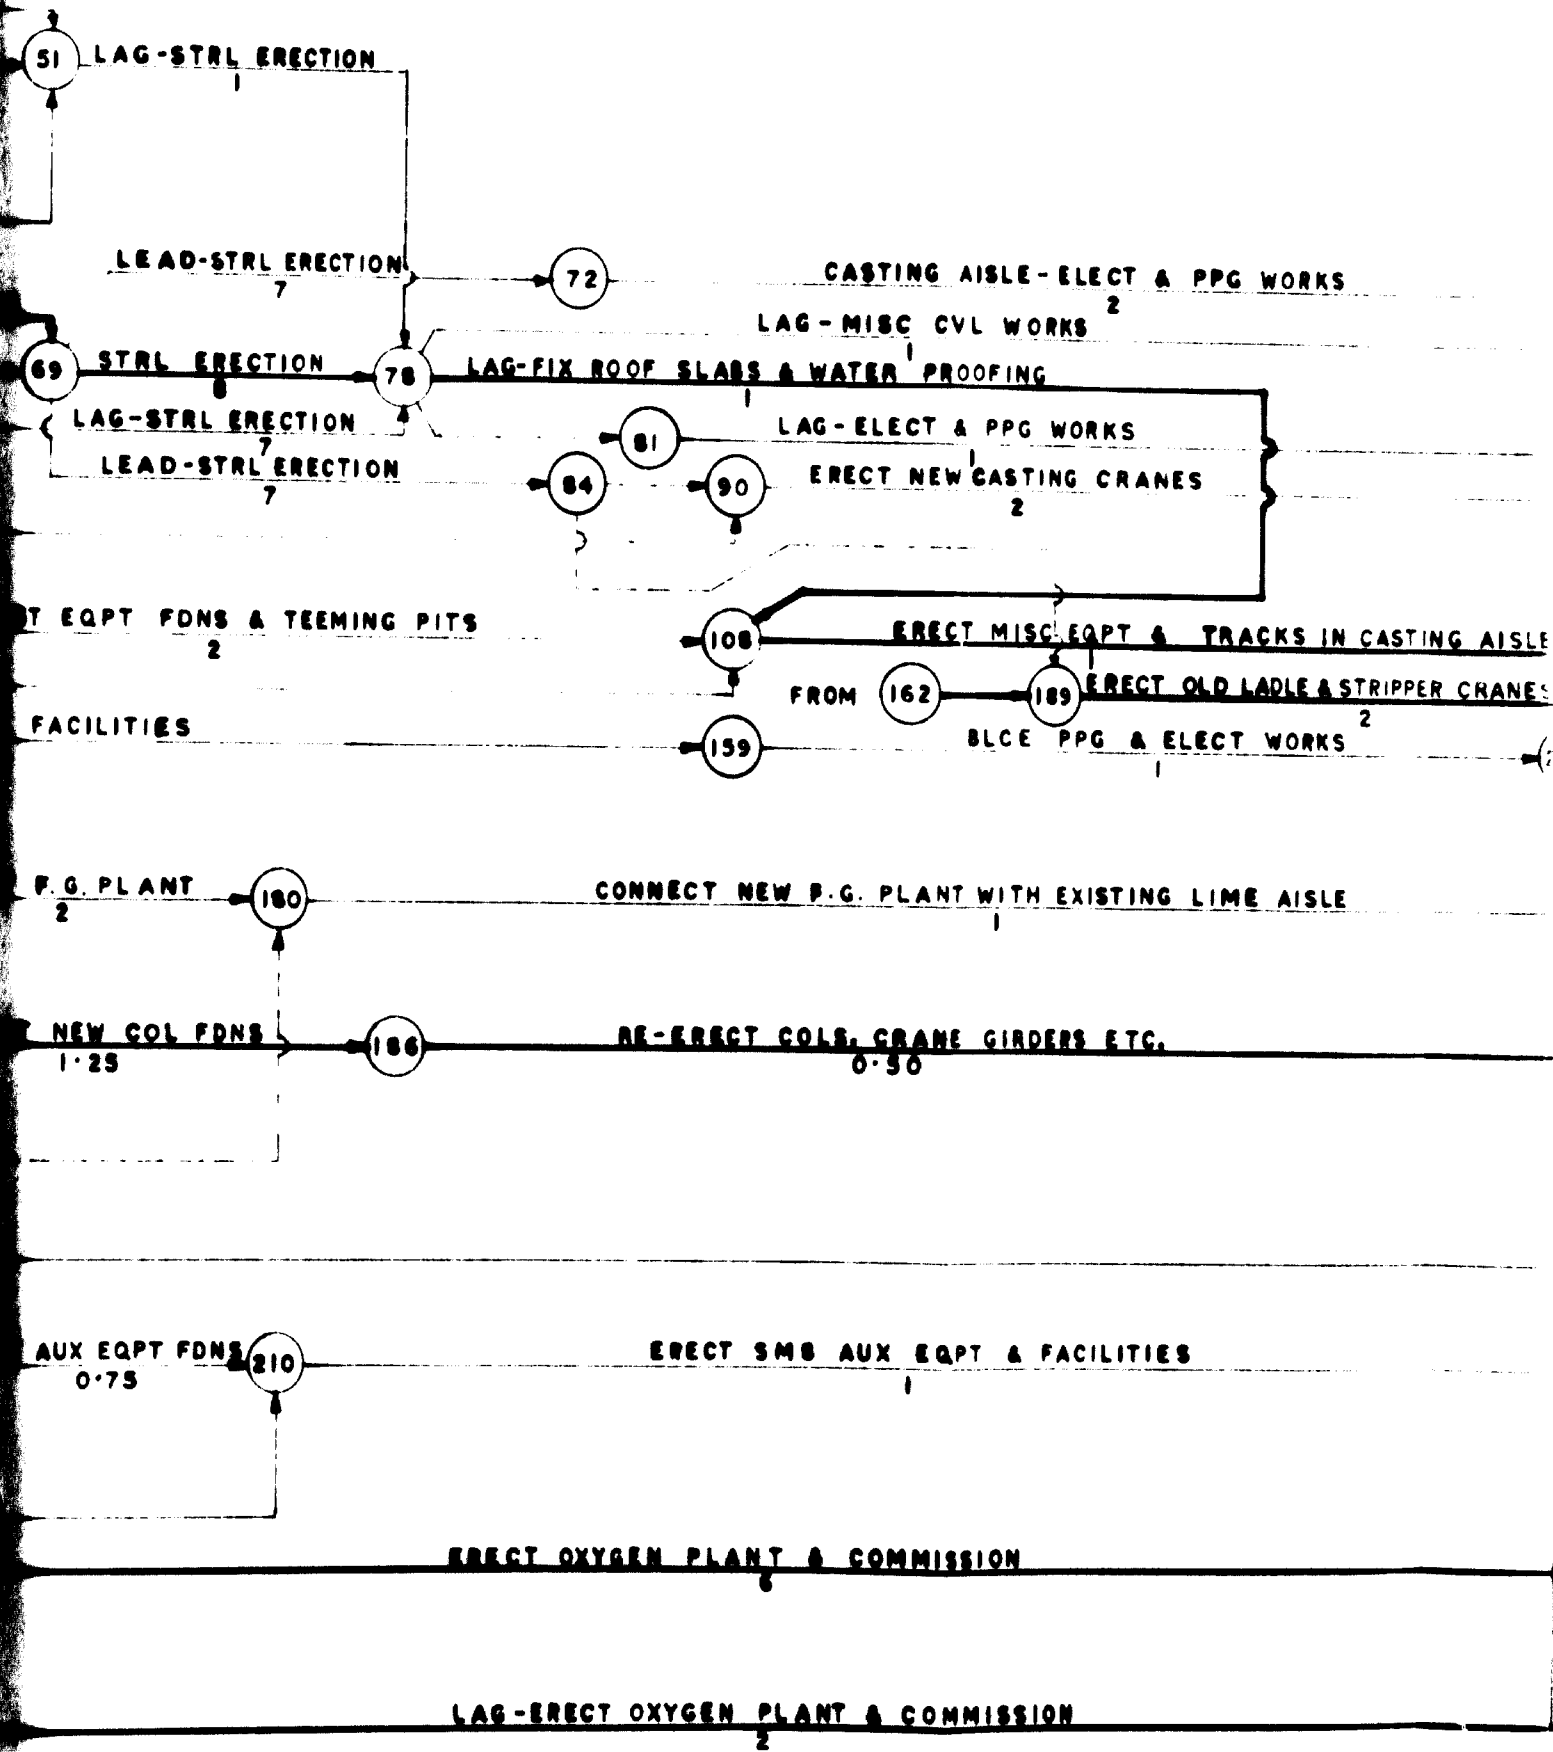 51 LAG-STRL ERECTION
1
LEAD-STRL ERECTION
7
72
CASTING AISLE-ELECT & PPG WORKS
2
LAG-MISC CVL WORKS
1
69 STRL ERECTION
8
78 LAG-FIX ROOF SLABS & WATER PROOFING
1
LAG-STRL ERECTION
7
81 LAG-ELECT & PPG WORKS
1
LEAD-STRL ERECTION
7
84
90 ERECT NEW CASTING CRANES
2
T EQPT FDNS & TEEMING PITS
2
108 ERECT MISC EQPT & TRACKS IN CASTING AISLE
1
FROM 162 189 ERECT OLD LADLE & STRIPPER CRANES
2
FACILITIES
159 BLCE PPG & ELECT WORKS
1
F.G. PLANT
2
180 CONNECT NEW F.G. PLANT WITH EXISTING LIME AISLE
1
NEW COL FDNS
1.25
186 RE-ERECT COLS, CRANE GIRDERS ETC.
0.50
AUX EQPT FDNS
0.75
210 ERECT SMS AUX EQPT & FACILITIES
1
ERECT OXYGEN PLANT & COMMISSION
6
LAG-ERECT OXYGEN PLANT & COMMISSION
2